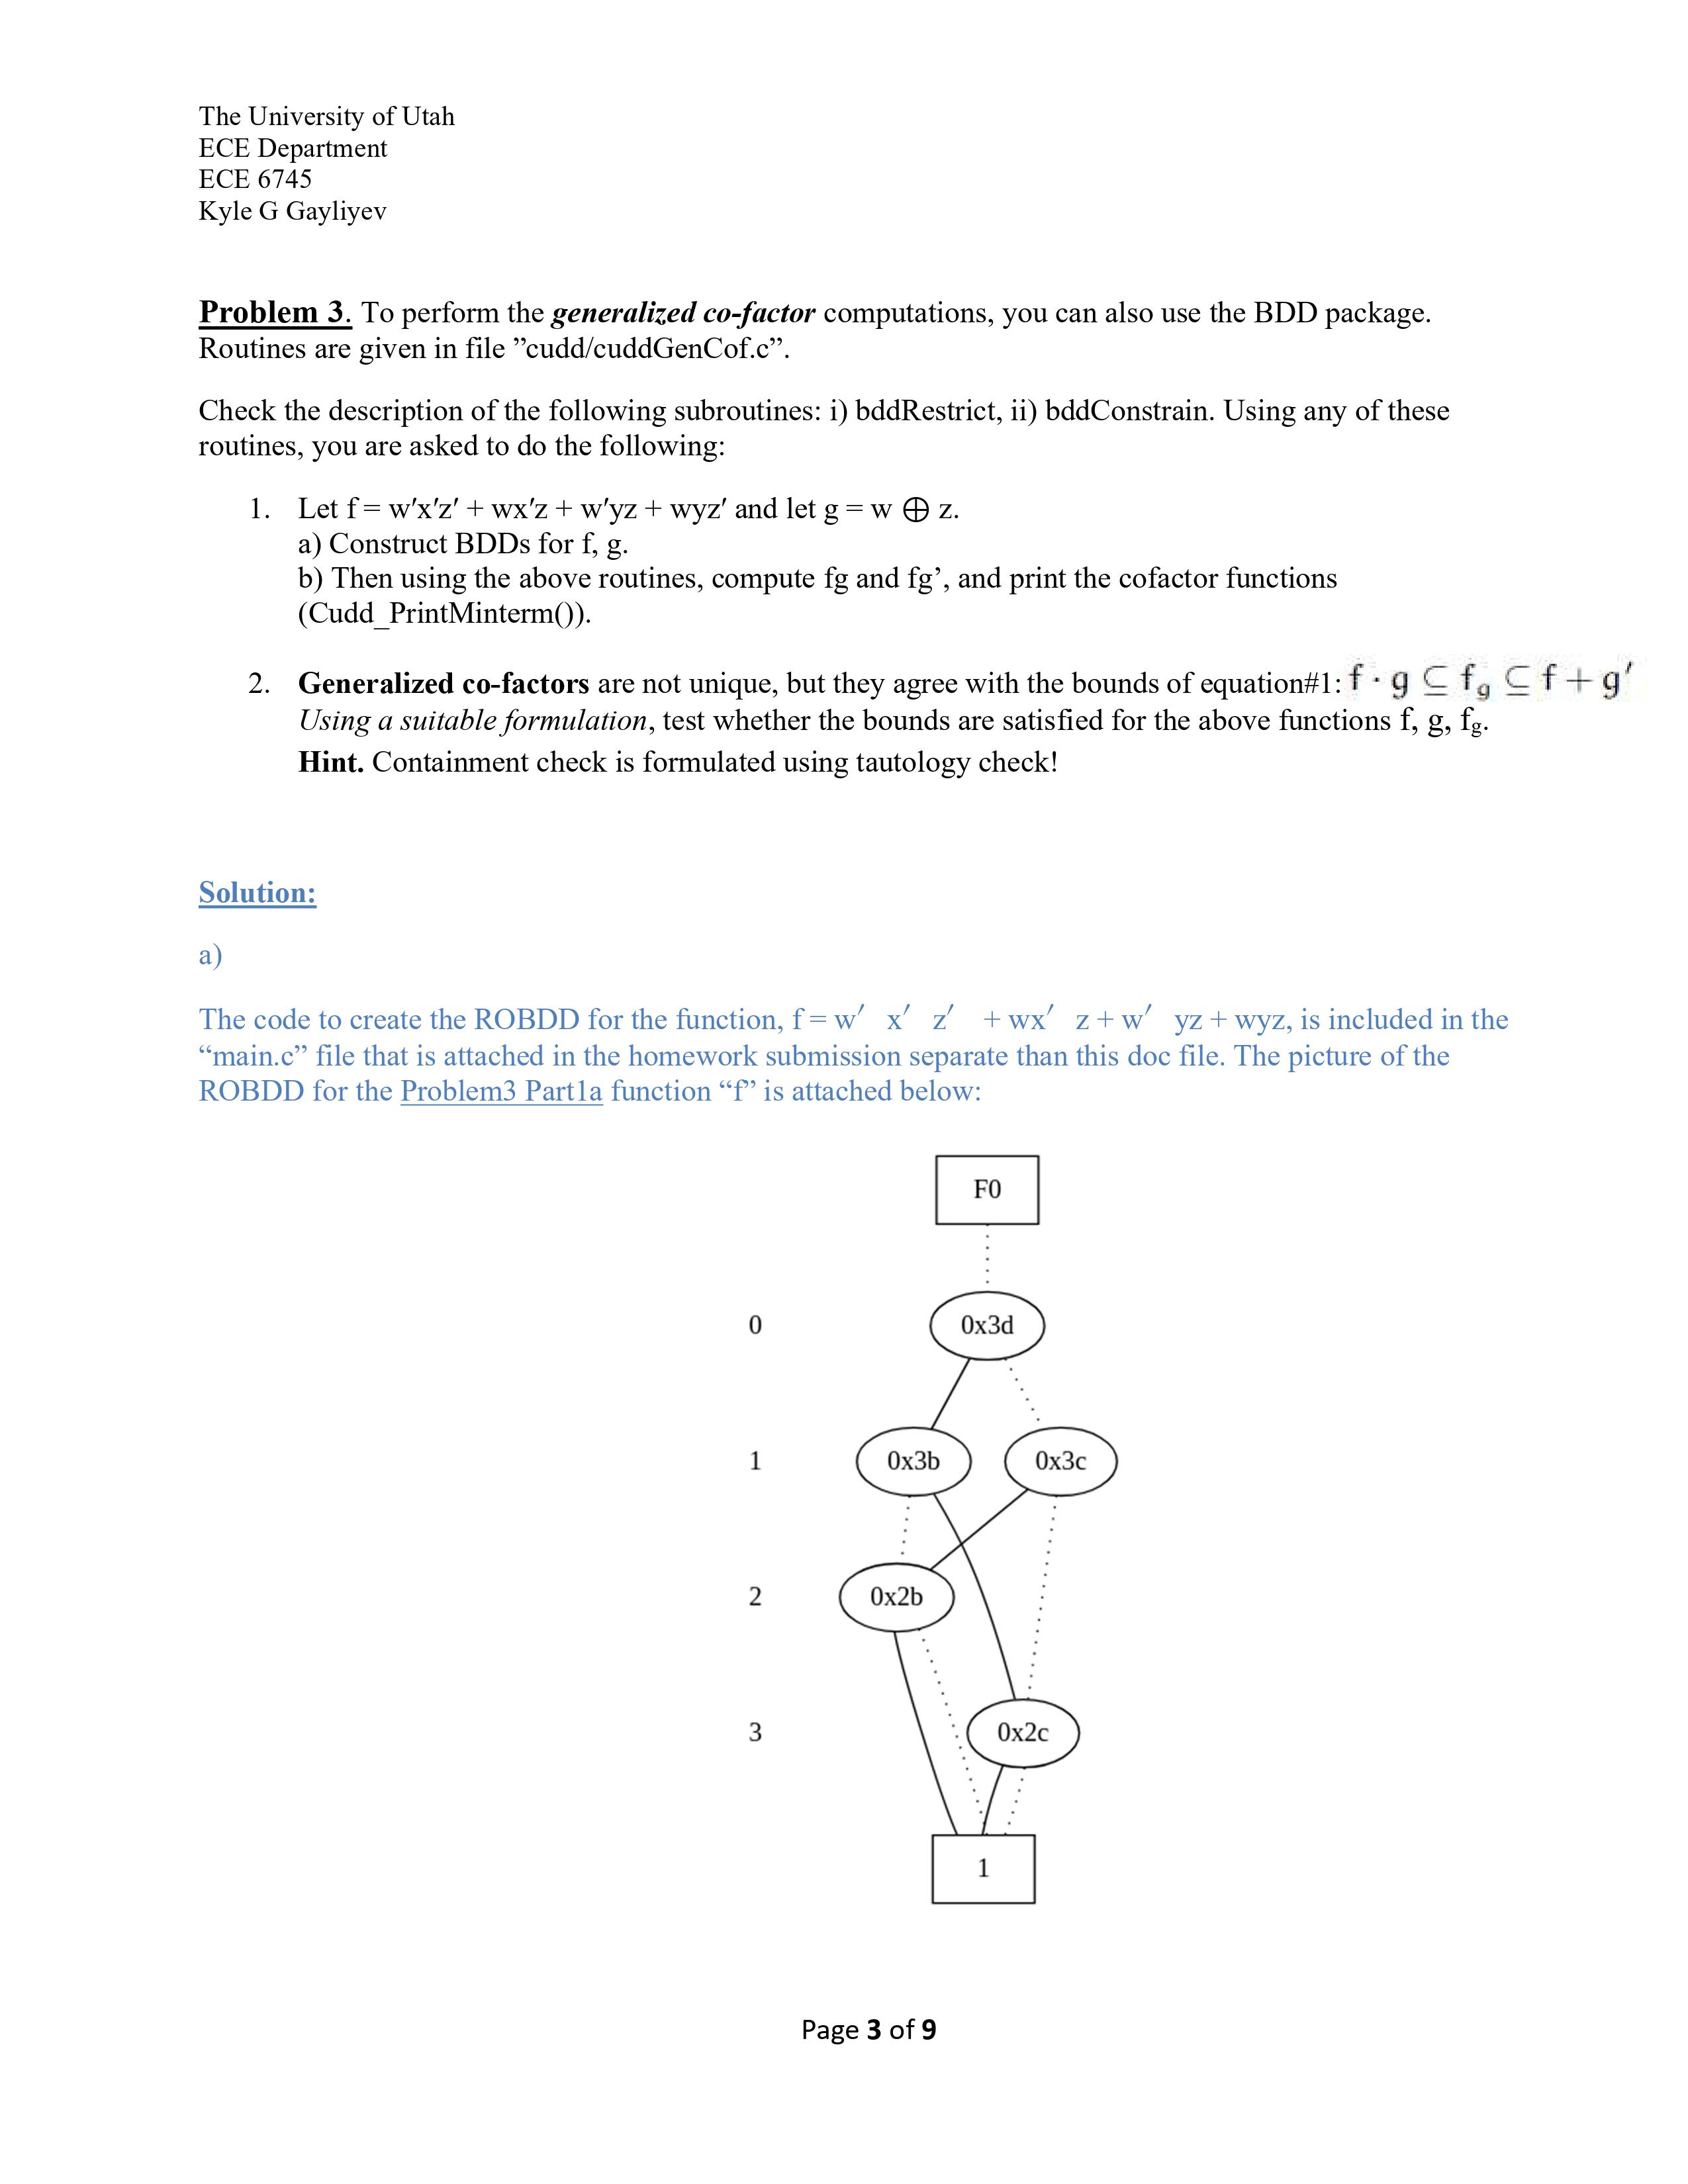 The University of Utah
ECE Department
ECE 6745
Kyle G Gayliyev
Problem 3. To perform the generalized co-factor computations, you can also use the BDD package.
Routines are given in file ”cudd/cuddGenCof.c”.
Check the description of the following subroutines: i) bddRestrict, ii) bddConstrain. Using any of these
routines, you are asked to do the following:
1. Let f = w′x′z′ + wx′z + w′yz + wyz′ and let g = w ⊕ z.
a) Construct BDDs for f, g.
b) Then using the above routines, compute fg and fg’, and print the cofactor functions
(Cudd_PrintMinterm()).
2. Generalized co-factors are not unique, but they agree with the bounds of equation#1: f · g ⊆ fg ⊆ f + g′
Using a suitable formulation, test whether the bounds are satisfied for the above functions f, g, fg.
Hint. Containment check is formulated using tautology check!
Solution:
a)
The code to create the ROBDD for the function, f = w′ x′ z′ + wx′ z + w′ yz + wyz, is included in the
“main.c” file that is attached in the homework submission separate than this doc file. The picture of the
ROBDD for the Problem3 Part1a function “f” is attached below:
F0
0 0x3d
1 0x3b 0x3c
2 0x2b
3 0x2c
1
Page 3 of 9